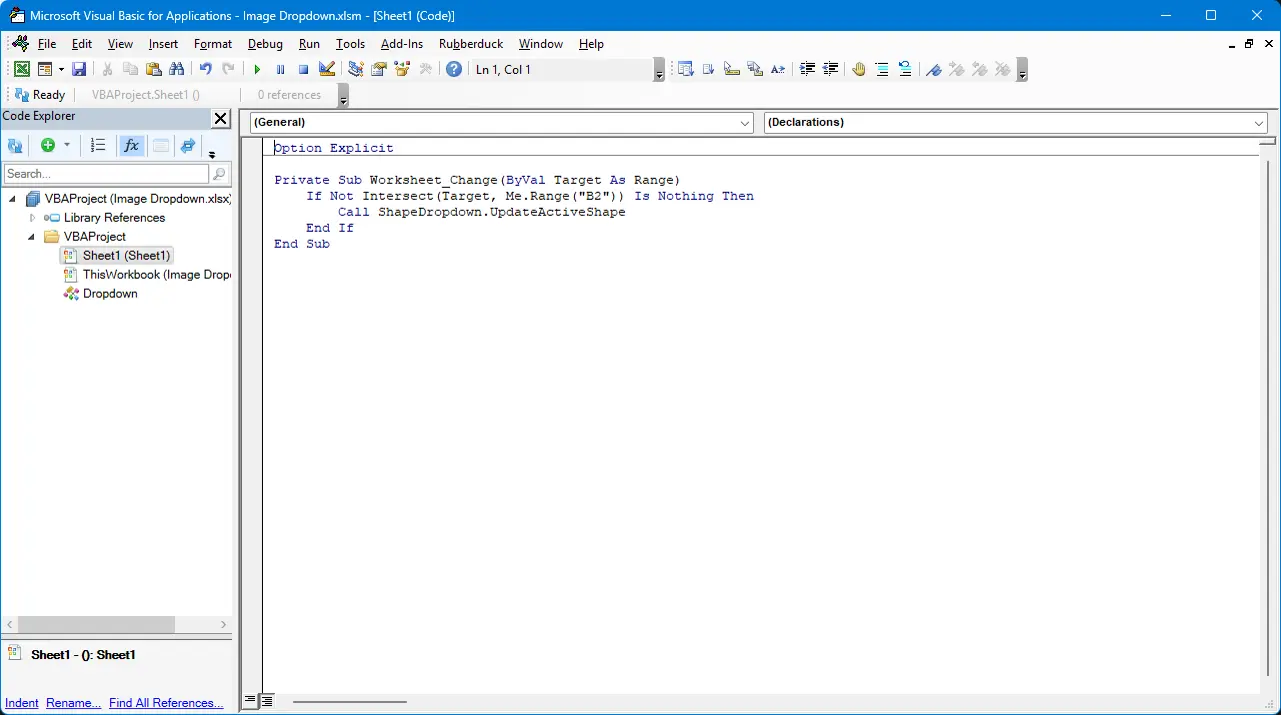 Microsoft Visual Basic for Applications - Image Dropdown.xlsm - [Sheet1 (Code)]
File Edit View Insert Format Debug Run Tools Add-Ins Rubberduck Window Help
Ln 1, Col 1
Ready VBAProject.Sheet1 () 0 references
Code Explorer
(General) (Declarations)
fx
Search...
VBAProject (Image Dropdown.xlsx)
Library References
VBAProject
Sheet1 (Sheet1)
ThisWorkbook (Image Drop
Dropdown
Option Explicit
Private Sub Worksheet_Change(ByVal Target As Range)
If Not Intersect(Target, Me.Range("B2")) Is Nothing Then
Call ShapeDropdown.UpdateActiveShape
End If
End Sub
Sheet1 - (): Sheet1
Indent Rename... Find All References...